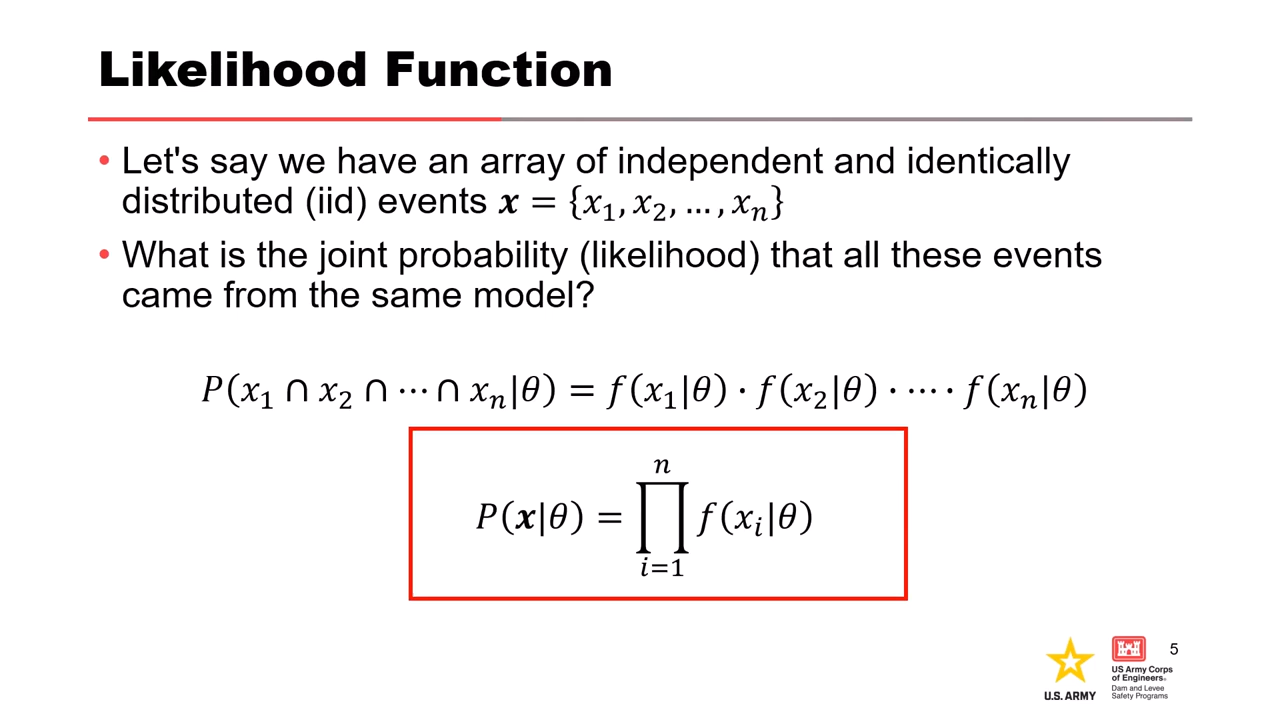 Likelihood Function
• Let's say we have an array of independent and identically
distributed (iid) events 𝒙 = {𝑥₁, 𝑥₂, … , 𝑥ₙ}
• What is the joint probability (likelihood) that all these events
came from the same model?
𝑃(𝑥₁ ∩ 𝑥₂ ∩ ⋯ ∩ 𝑥ₙ|𝜃) = 𝑓(𝑥₁|𝜃) · 𝑓(𝑥₂|𝜃) · ⋯ · 𝑓(𝑥ₙ|𝜃)
𝑃(𝒙|𝜃) = ∏ᵢ₌₁ⁿ 𝑓(𝑥ᵢ|𝜃)
5
U.S. ARMY
US Army Corps
of Engineers®
Dam and Levee
Safety Programs